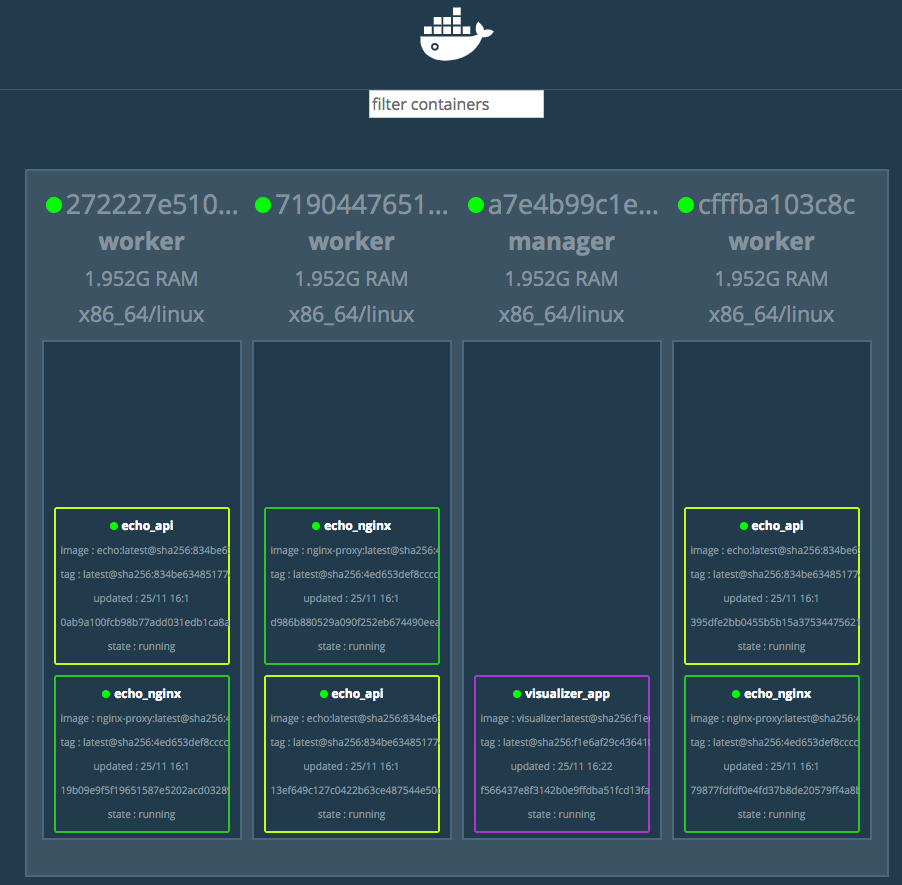 filter containers
272227e510...
worker
1.952G RAM
x86_64/linux
echo_api
image : echo:latest@sha256:834be6
tag : latest@sha256:834be63485177
updated : 25/11 16:1
0ab9a100fcb98b77add031edb1ca8a
state : running
echo_nginx
image : nginx-proxy:latest@sha256:4
tag : latest@sha256:4ed653def8cccc
updated : 25/11 16:1
19b09e9f5f19651587e5202acd0328
state : running
7190447651...
worker
1.952G RAM
x86_64/linux
echo_nginx
image : nginx-proxy:latest@sha256:4
tag : latest@sha256:4ed653def8cccc
updated : 25/11 16:1
d986b880529a090f252eb674490eea
state : running
echo_api
image : echo:latest@sha256:834be6
tag : latest@sha256:834be63485177
updated : 25/11 16:1
13ef649c127c0422b63ce487544e50
state : running
a7e4b99c1e...
manager
1.952G RAM
x86_64/linux
visualizer_app
image : visualizer:latest@sha256:f1e
tag : latest@sha256:f1e6af29c43641
updated : 25/11 16:22
f566437e8f3142b0e9ffdba51fcd13fa
state : running
cfffba103c8c
worker
1.952G RAM
x86_64/linux
echo_api
image : echo:latest@sha256:834be6
tag : latest@sha256:834be63485177
updated : 25/11 16:1
395dfe2bb0455b5b15a37534475621
state : running
echo_nginx
image : nginx-proxy:latest@sha256:4
tag : latest@sha256:4ed653def8cccc
updated : 25/11 16:1
79877fdfdf0e4fd37b8de20579ff4a8b
state : running